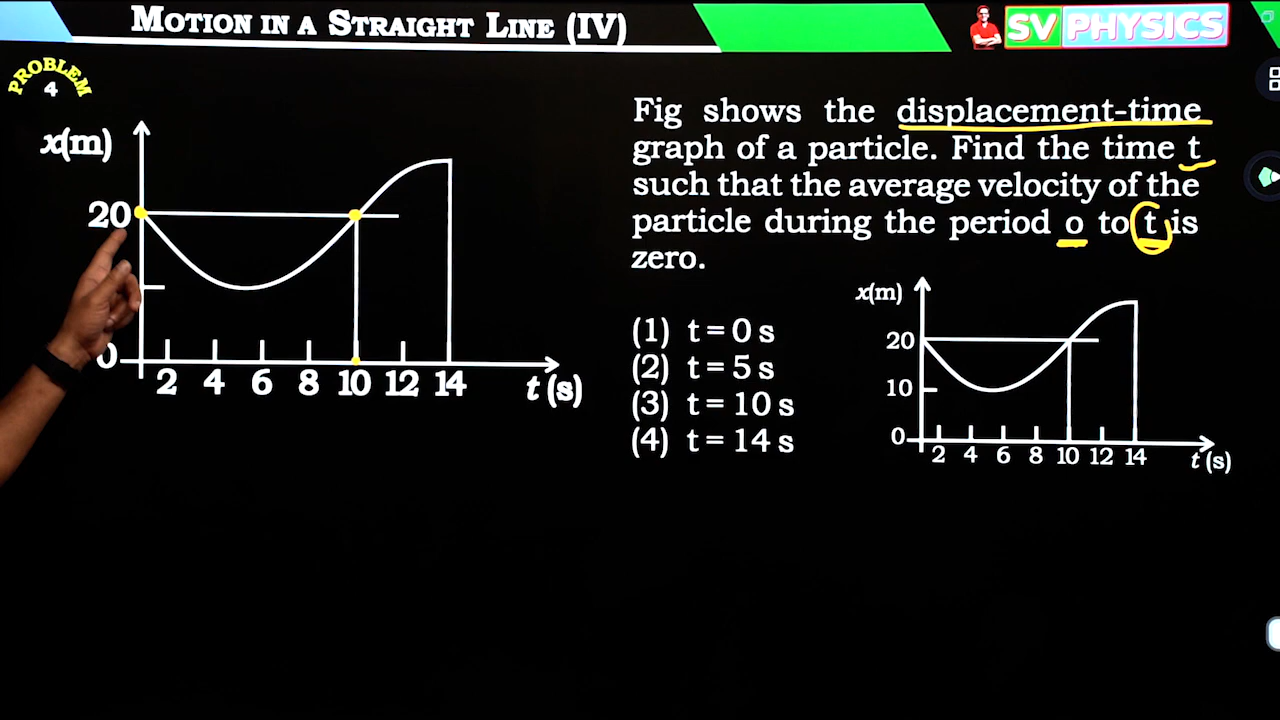 MOTION IN A STRAIGHT LINE (IV)
SV PHYSICS
PROBLEM
4
x(m)
20
0
2 4 6 8 10 12 14
t (s)
Fig shows the displacement-time
graph of a particle. Find the time t
such that the average velocity of the
particle during the period o to t is
zero.
(1) t = 0 s
(2) t = 5 s
(3) t = 10 s
(4) t = 14 s
x(m)
20
10
0
2 4 6 8 10 12 14
t (s)